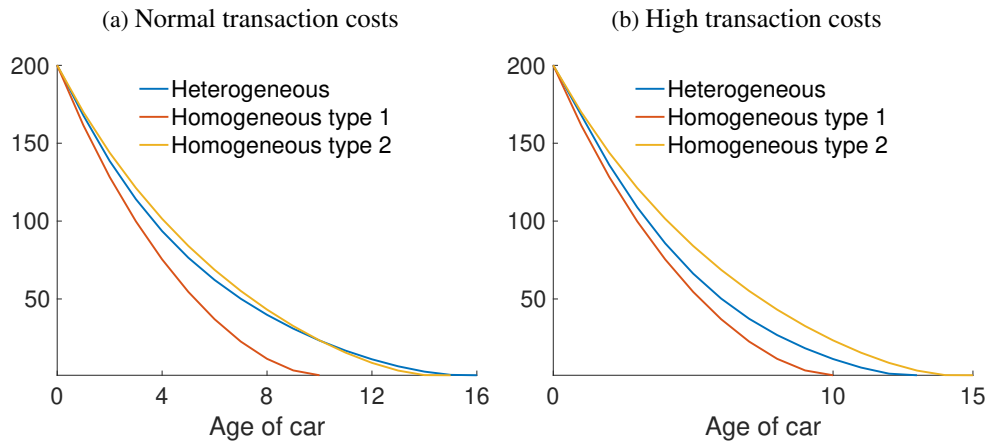 (a) Normal transaction costs
200
150
100
50
0
4
8
12
16
Heterogeneous
Homogeneous type 1
Homogeneous type 2
Age of car
(b) High transaction costs
200
150
100
50
0
10
15
Heterogeneous
Homogeneous type 1
Homogeneous type 2
Age of car